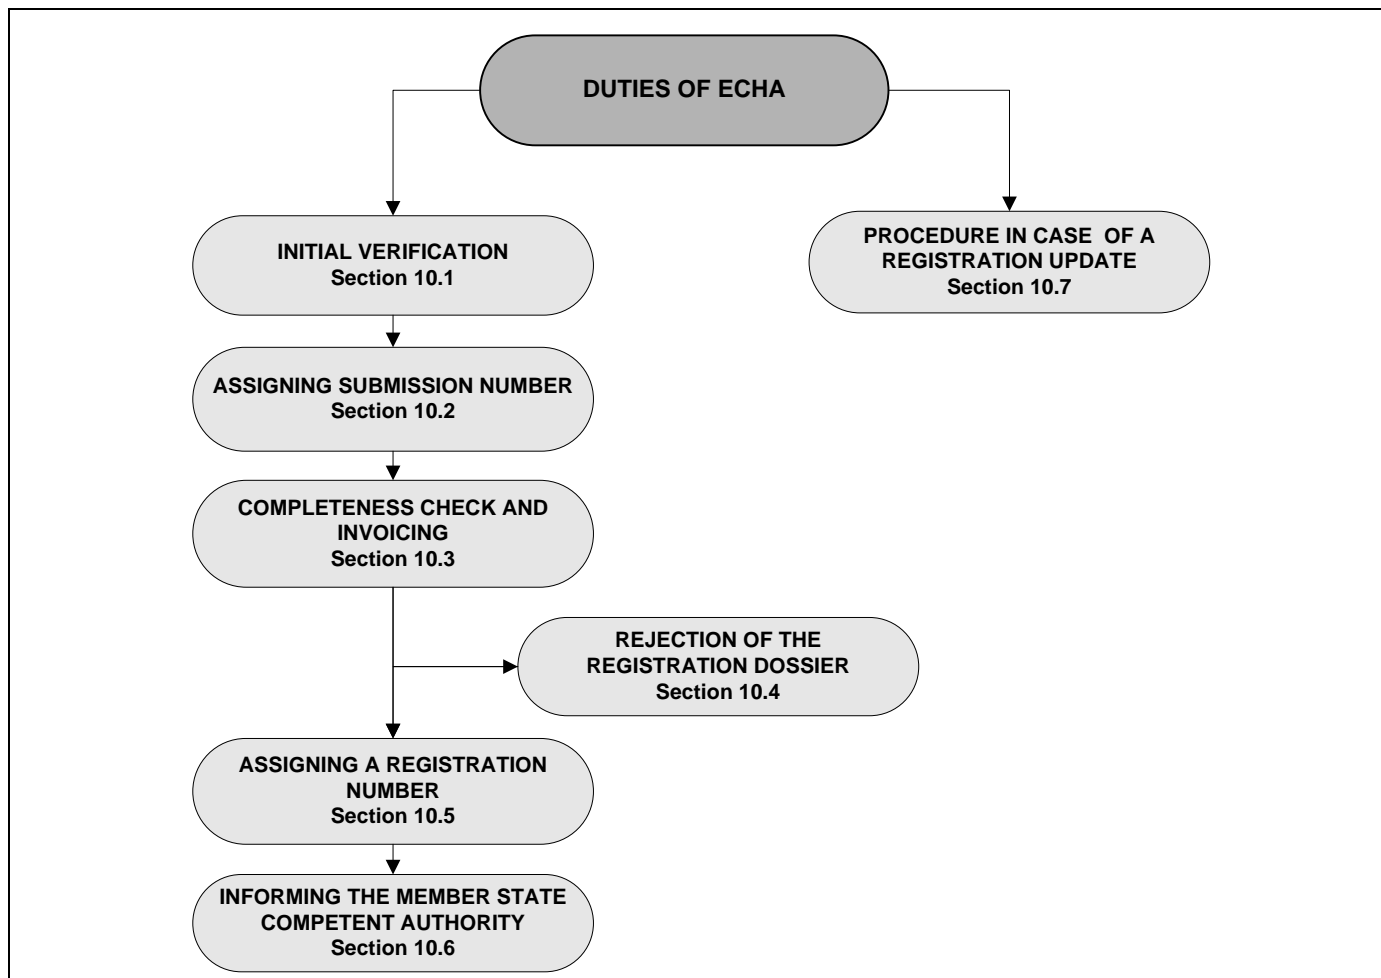 DUTIES OF ECHA
INITIAL VERIFICATION
Section 10.1
PROCEDURE IN CASE OF A
REGISTRATION UPDATE
Section 10.7
ASSIGNING SUBMISSION NUMBER
Section 10.2
COMPLETENESS CHECK AND
INVOICING
Section 10.3
REJECTION OF THE
REGISTRATION DOSSIER
Section 10.4
ASSIGNING A REGISTRATION
NUMBER
Section 10.5
INFORMING THE MEMBER STATE
COMPETENT AUTHORITY
Section 10.6